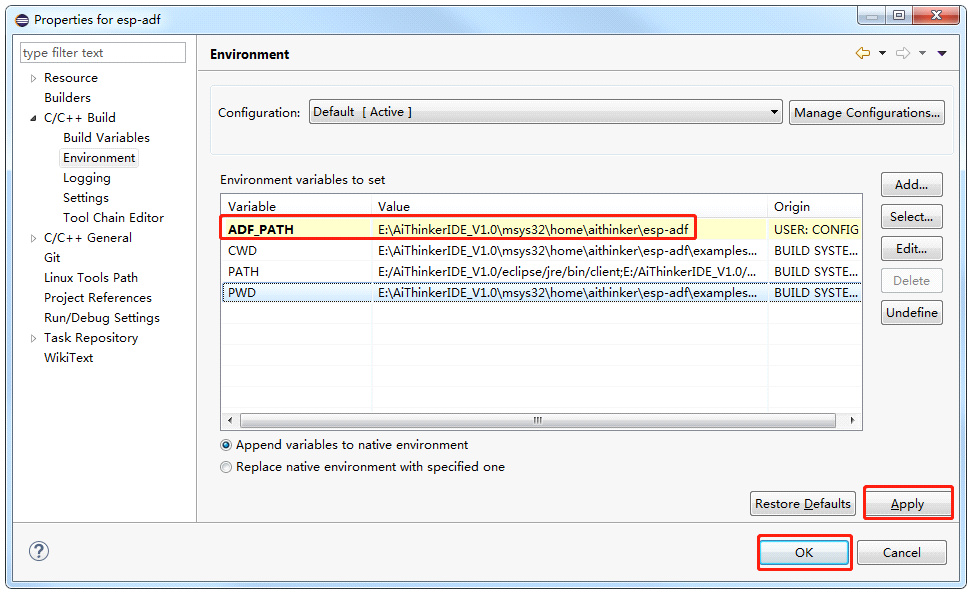 Properties for esp-adf
type filter text
Resource
Builders
C/C++ Build
Build Variables
Environment
Logging
Settings
Tool Chain Editor
C/C++ General
Git
Linux Tools Path
Project References
Run/Debug Settings
Task Repository
WikiText
Environment
Configuration: Default [ Active ] Manage Configurations...
Environment variables to set
Variable Value Origin
ADF_PATH E:\AiThinkerIDE_V1.0\msys32\home\aithinker\esp-adf USER: CONFIG
CWD E:\AiThinkerIDE_V1.0\msys32\home\aithinker\esp-adf\examples... BUILD SYSTE...
PATH E:/AiThinkerIDE_V1.0/eclipse/jre/bin/client;E:/AiThinkerIDE_V1.0/... BUILD SYSTE...
PWD E:\AiThinkerIDE_V1.0\msys32\home\aithinker\esp-adf\examples... BUILD SYSTE...
Add...
Select...
Edit...
Delete
Undefine
Append variables to native environment
Replace native environment with specified one
Restore Defaults Apply
OK Cancel